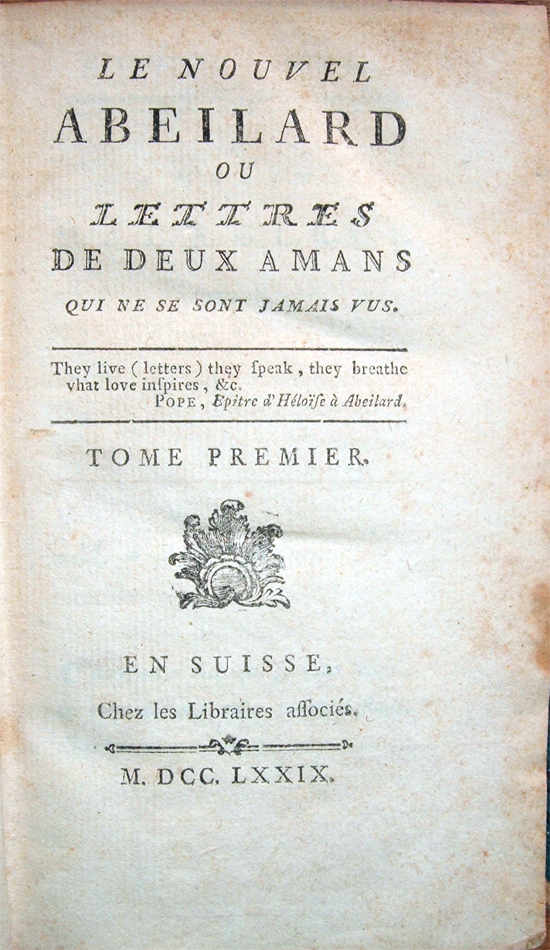 LE NOUVEL
ABEILARD
OU
LETTRES
DE DEUX AMANS
QUI NE SE SONT JAMAIS VUS.
They live ( letters ) they ſpeak , they breathe
vhat love inſpires , &c.
POPE , Epitre d'Héloïſe à Abeilard.
TOME PREMIER.
EN SUISSE,
Chez les Libraires aſſociés.
M. DCC. LXXIX.